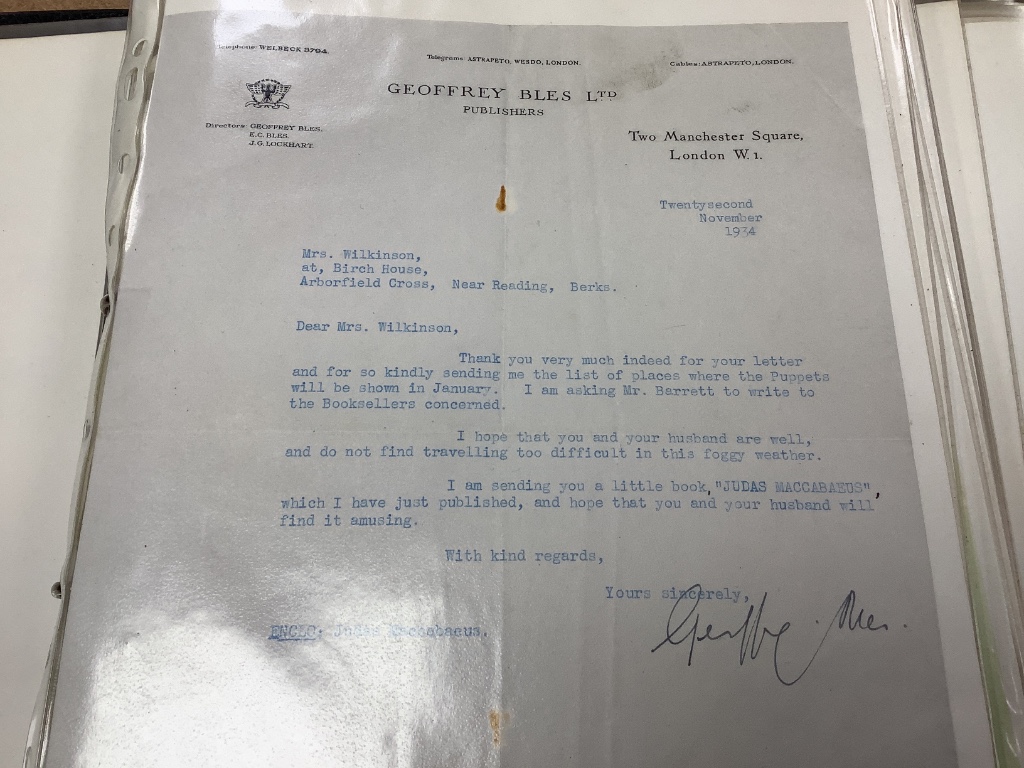 Telephone: WELBECK 3794.
Telegrams: ASTRAPETO, WESDO, LONDON.
Cables: ASTRAPETO, LONDON.
GEOFFREY BLES LTD
PUBLISHERS
Directors: GEOFFREY BLES.
E.C. BLES.
J.G. LOCKHART.
Two Manchester Square,
London W.1.
Twentysecond
November
1934
Mrs. Wilkinson,
at, Birch House,
Arborfield Cross, Near Reading, Berks.
Dear Mrs. Wilkinson,
Thank you very much indeed for your letter
and for so kindly sending me the list of places where the Puppets
will be shown in January. I am asking Mr. Barrett to write to
the Booksellers concerned.
I hope that you and your husband are well,
and do not find travelling too difficult in this foggy weather.
I am sending you a little book, "JUDAS MACCABAEUS",
which I have just published, and hope that you and your husband will
find it amusing.
With kind regards,
Yours sincerely,
Geoffrey Bles.
ENCLO: Judas Maccabaeus.